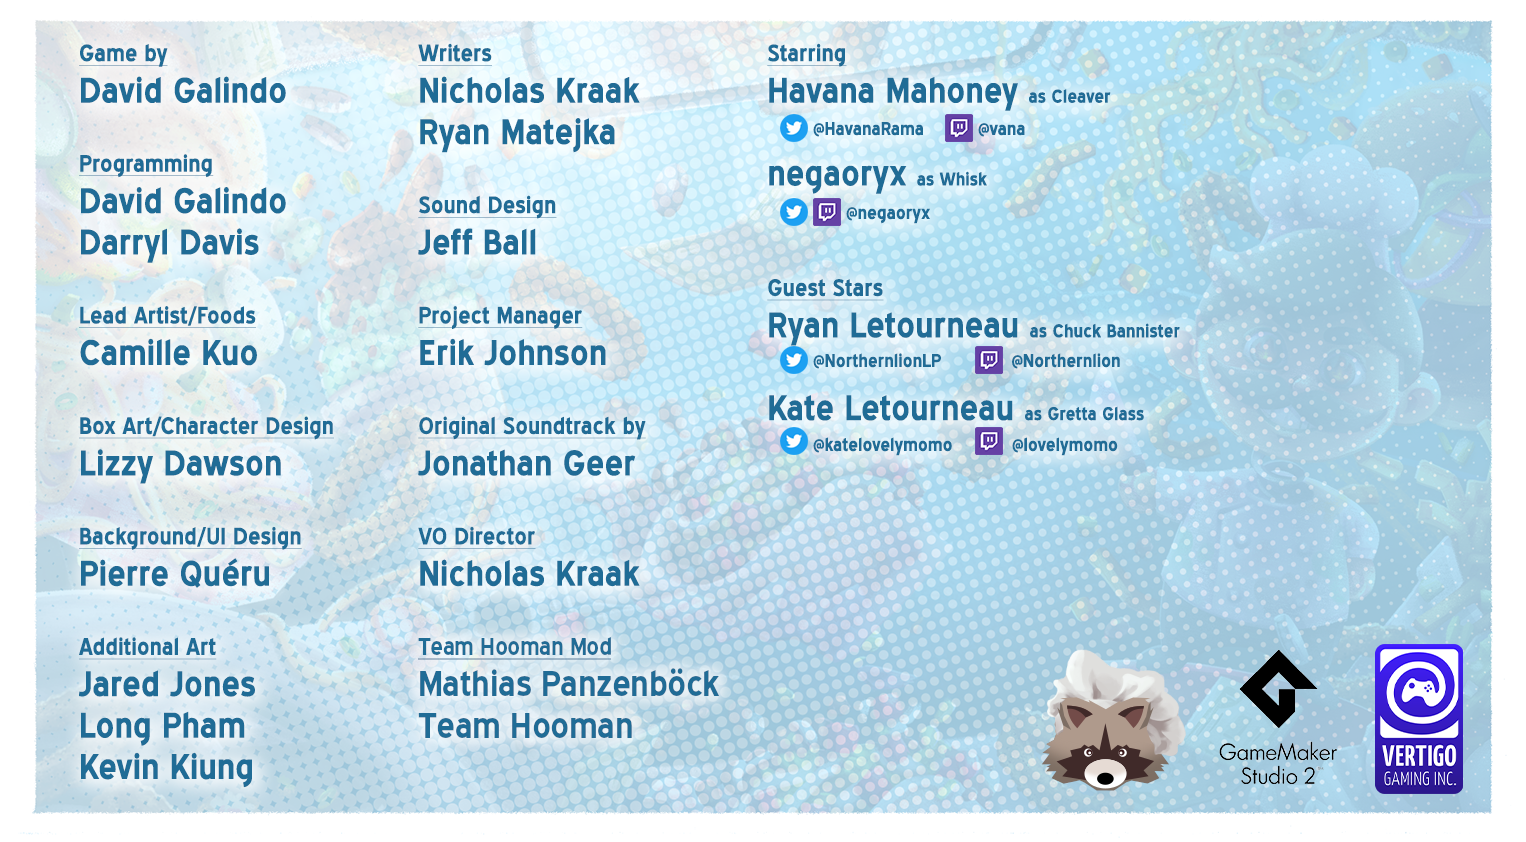 Game by
David Galindo
Programming
David Galindo
Darryl Davis
Lead Artist/Foods
Camille Kuo
Box Art/Character Design
Lizzy Dawson
Background/UI Design
Pierre Quéru
Additional Art
Jared Jones
Long Pham
Kevin Kiung
Writers
Nicholas Kraak
Ryan Matejka
Sound Design
Jeff Ball
Project Manager
Erik Johnson
Original Soundtrack by
Jonathan Geer
VO Director
Nicholas Kraak
Team Hooman Mod
Mathias Panzenböck
Team Hooman
Starring
Havana Mahoney as Cleaver
@HavanaRama @vana
negaoryx as Whisk
@negaoryx
Guest Stars
Ryan Letourneau as Chuck Bannister
@NorthernlionLP @Northernlion
Kate Letourneau as Gretta Glass
@katelovelymomo @lovelymomo
GameMaker
Studio 2
VERTIGO
GAMING INC.